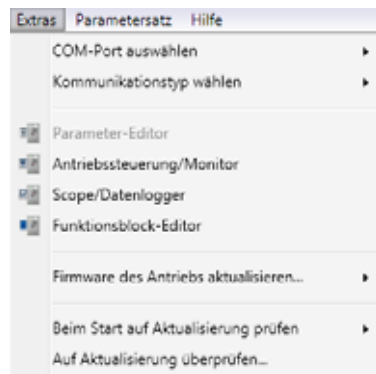 Extras Parametersatz Hilfe
COM-Port auswählen
Kommunikationstyp wählen
Parameter-Editor
Antriebssteuerung/Monitor
Scope/Datenlogger
Funktionsblock-Editor
Firmware des Antriebs aktualisieren...
Beim Start auf Aktualisierung prüfen
Auf Aktualisierung überprüfen...